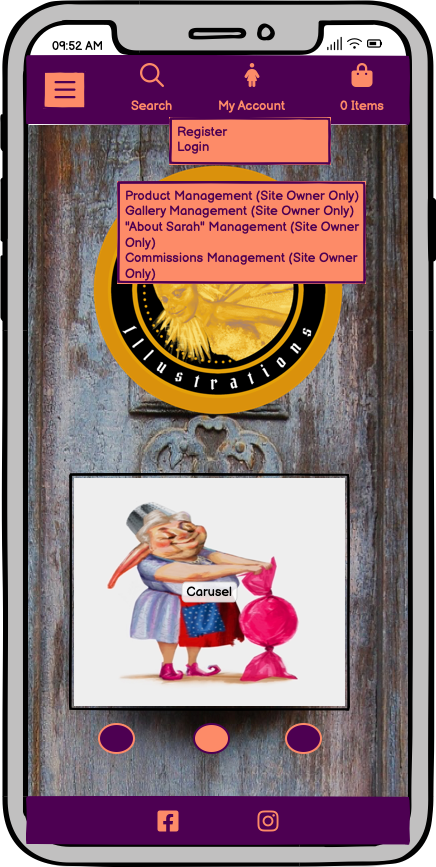 09:52 AM
Search
My Account
0 Items
Register
Login
Product Management (Site Owner Only)
Gallery Management (Site Owner Only)
"About Sarah" Management (Site Owner
Only)
Commissions Management (Site Owner
Only)
Illustrations
Carusel